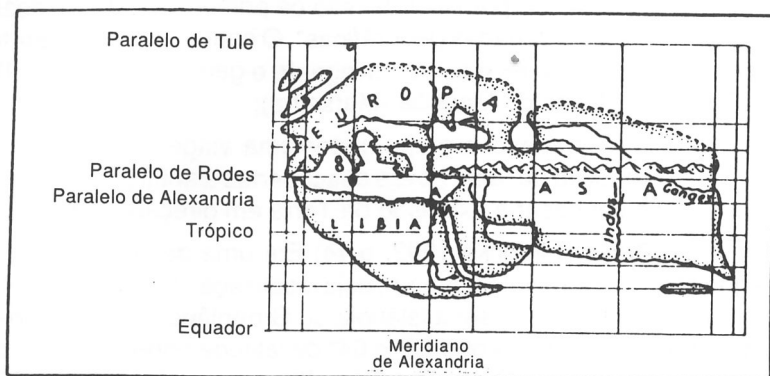 Paralelo de Tule
EUROPA
Paralelo de Rodes
ASIA
Ganges
Paralelo de Alexandria
Indus
Trópico
LIBIA
Equador
Meridiano
de Alexandria